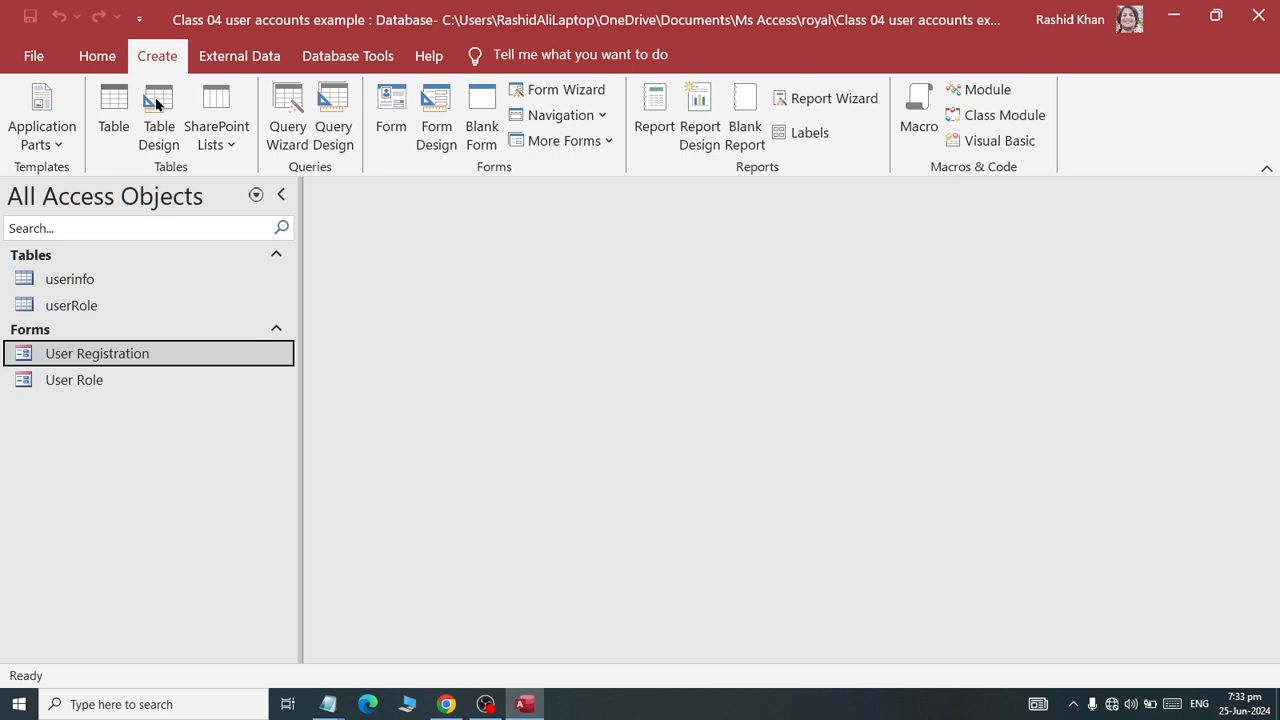 Class 04 user accounts example : Database- C:\Users\RashidAliLaptop\OneDrive\Documents\Ms Access\royal\Class 04 user accounts ex...
Rashid Khan
File Home Create External Data Database Tools Help Tell me what you want to do
Application Parts
Table
Table Design
SharePoint Lists
Query Wizard
Query Design
Form
Form Design
Blank Form
Form Wizard
Navigation
More Forms
Report
Report Design
Blank Report
Report Wizard
Labels
Macro
Module
Class Module
Visual Basic
Templates Tables Queries Forms Reports Macros & Code
All Access Objects
Search...
Tables
userinfo
userRole
Forms
User Registration
User Role
Ready
Type here to search
ENG
7:33 pm
25-Jun-2024